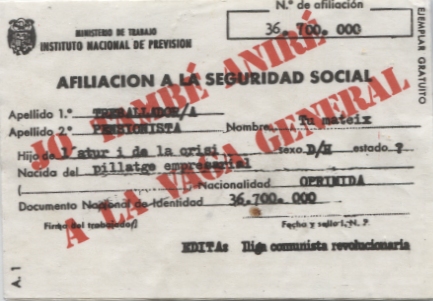 N.º de afiliación
36.700.000
EJEMPLAR GRATUITO
MINISTERIO DE TRABAJO
INSTITUTO NACIONAL DE PREVISION
AFILIACION A LA SEGURIDAD SOCIAL
JO TAMBÉ ANIRÉ
A LA VAGA GENERAL
Apellido 1.º TREBALLADOR/A
Apellido 2.º PENSIONISTA Nombre Tu mateix
Hijo de l'atur i de la crisi sexo D/H estado ?
Nacida del pillatge empresarial
( Nacionalidad OPRIMIDA
Documento Nacional de Identidad 36.700.000
Firma del trabajador/ Fecha y sello I.N.P.
EDITA: lliga comunista revolucionaria
A. 1